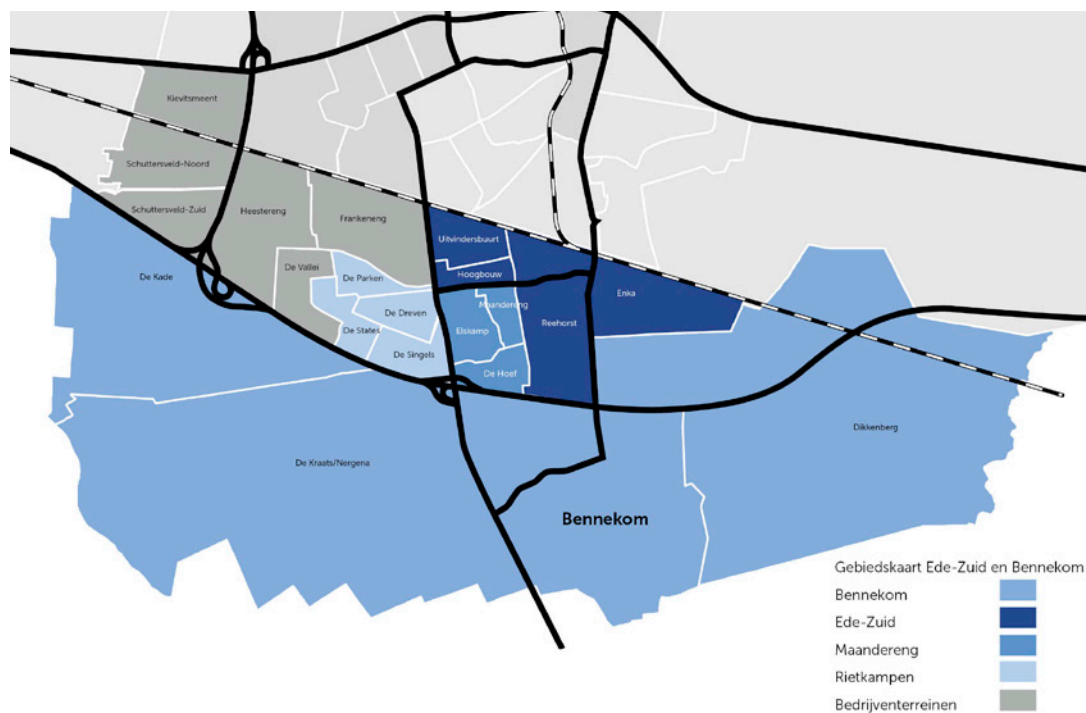 Kievitsmeent
Schuttersveld-Noord
Schuttersveld-Zuid
Heestereng
Frankeneng
Uitvindersbuurt
De Vallei
De Kade
De Parken
Hoogbouw
Enka
Maandereng
De Dreven
De States
Elskamp
Reehorst
De Singels
De Hoef
Dikkenberg
De Kraats/Nergena
Bennekom
Gebiedskaart Ede-Zuid en Bennekom
Bennekom
Ede-Zuid
Maandereng
Rietkampen
Bedrijventerreinen